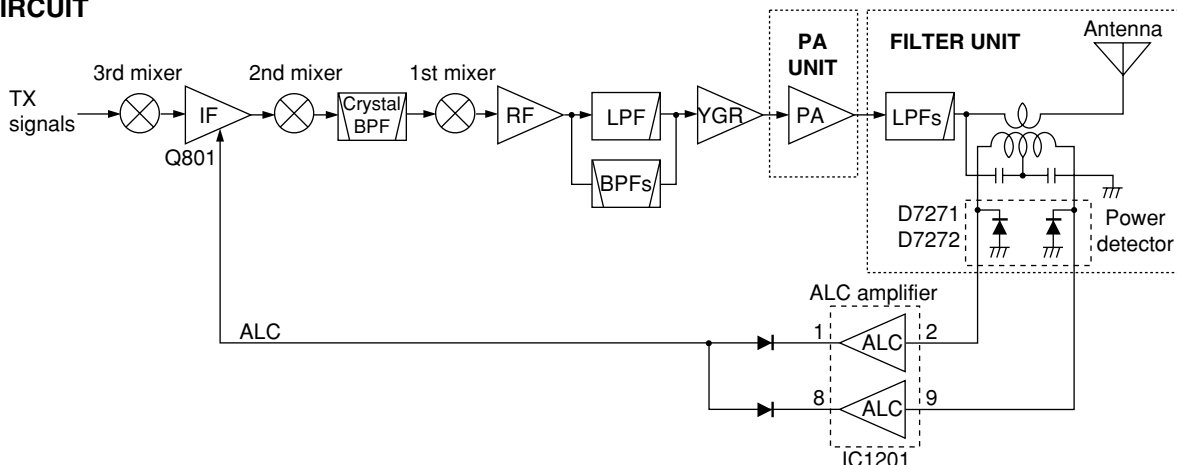 IRCUIT
PA
UNIT
FILTER UNIT
Antenna
3rd mixer
2nd mixer
1st mixer
TX
signals
IF
Crystal
BPF
RF
LPF
YGR
PA
LPFs
Q801
BPFs
D7271
D7272
Power
detector
ALC amplifier
ALC
1
ALC
2
8
ALC
9
IC1201